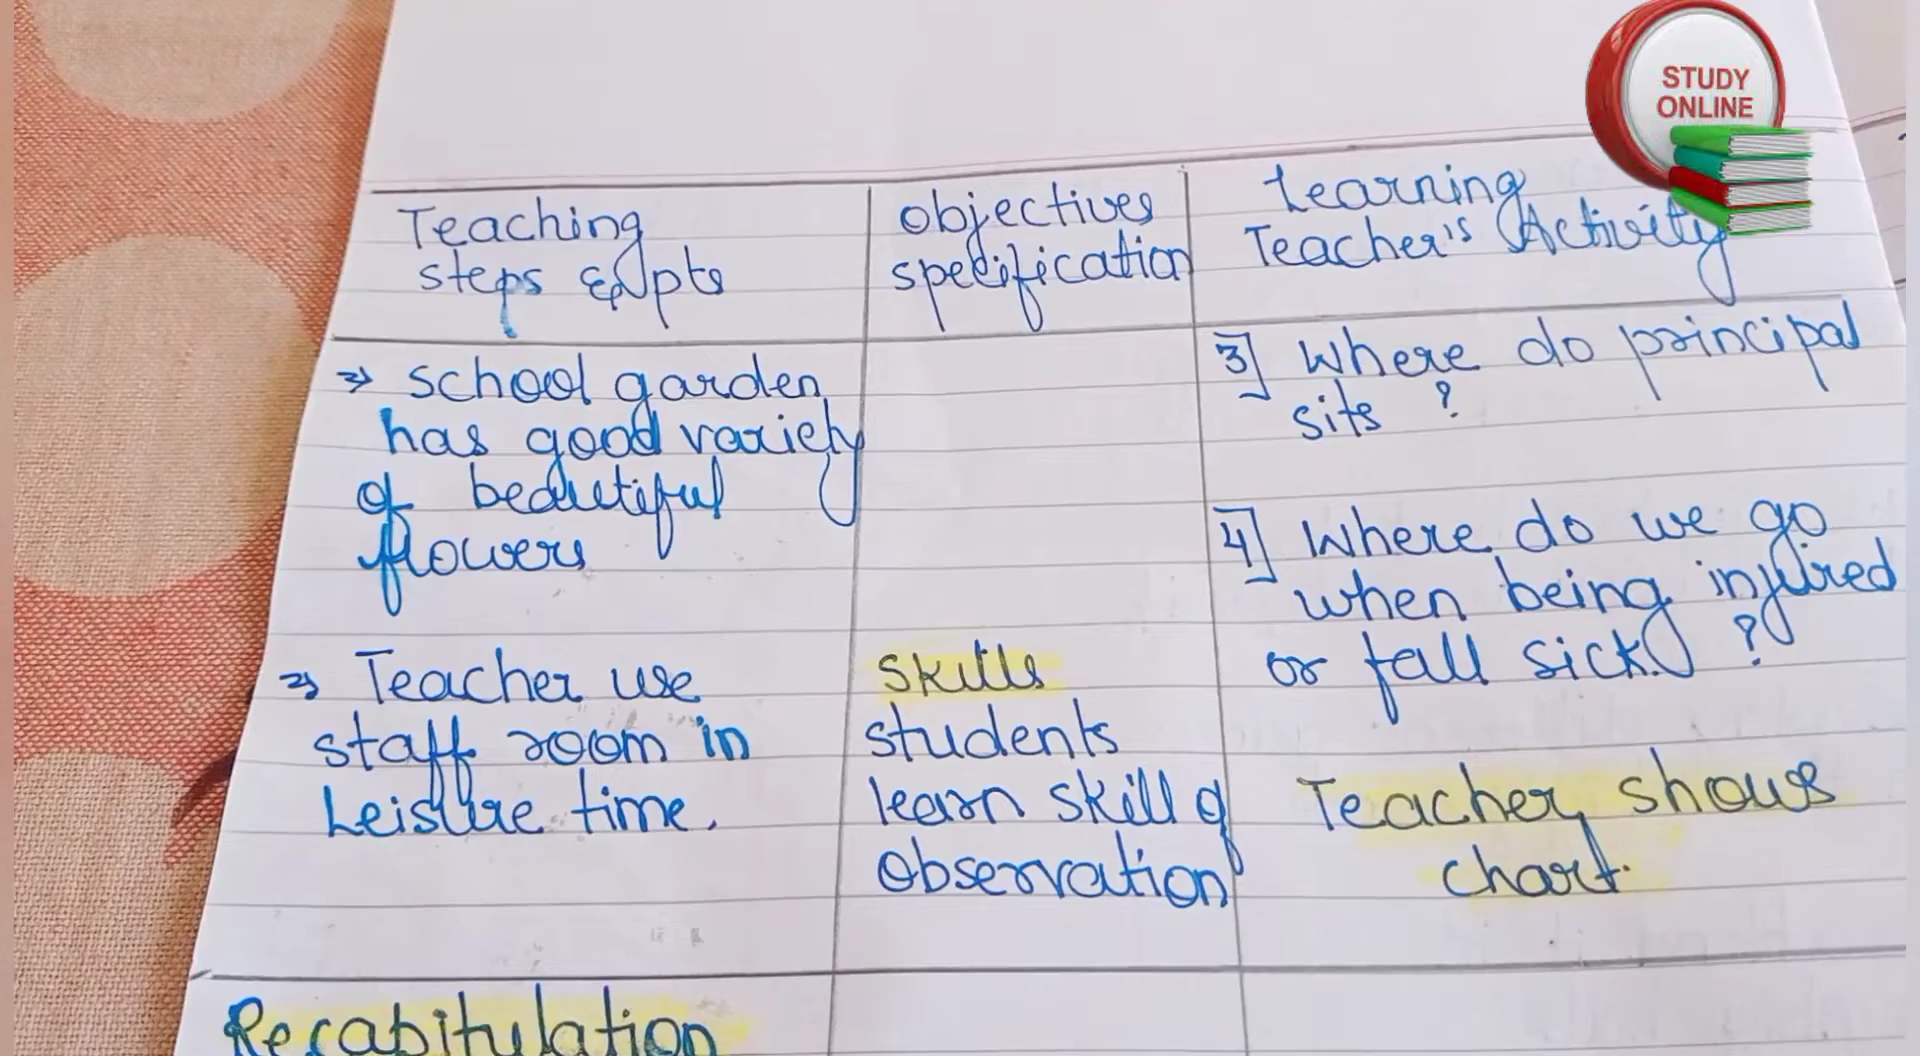 STUDY
ONLINE
Teaching
steps & pts
objectives
specification
Learning
Teacher's Activity
⇒ school garden
has good variety
of beautiful
flowers
3] Where do principal
sits ?
4] Where do we go
when being injured
or fall sick ?
⇒ Teacher use
staff room in
Leisure time.
Skills
students
learn skill of
Observation
Teacher shows
chart.
Recapitulation